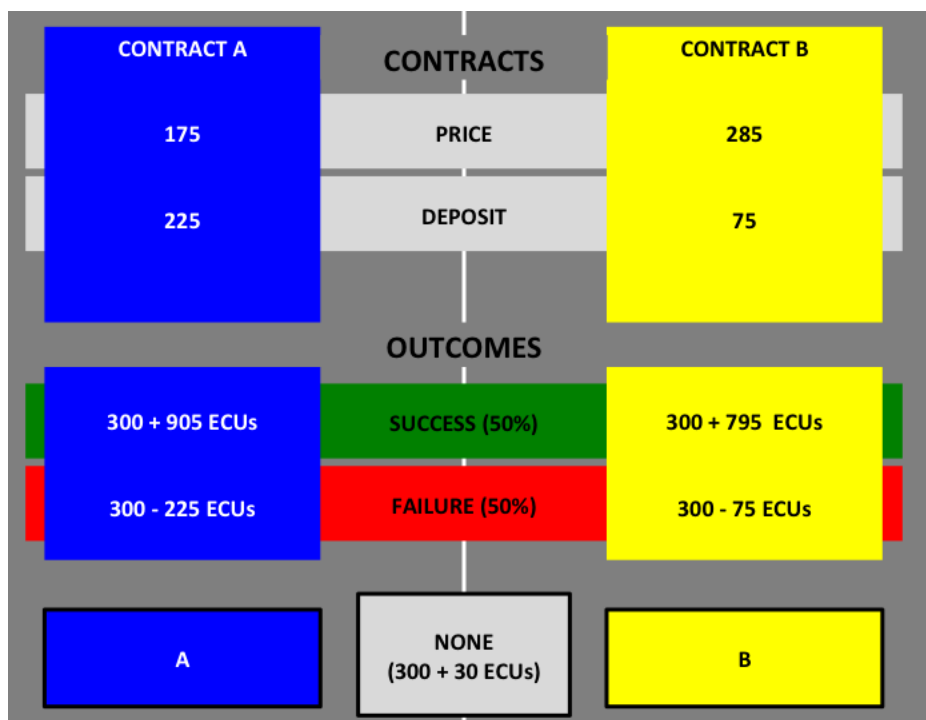 CONTRACT A
CONTRACTS
CONTRACT B
175
PRICE
285
225
DEPOSIT
75
OUTCOMES
300 + 905 ECUs
SUCCESS (50%)
300 + 795 ECUs
300 - 225 ECUs
FAILURE (50%)
300 - 75 ECUs
A
NONE
(300 + 30 ECUs)
B